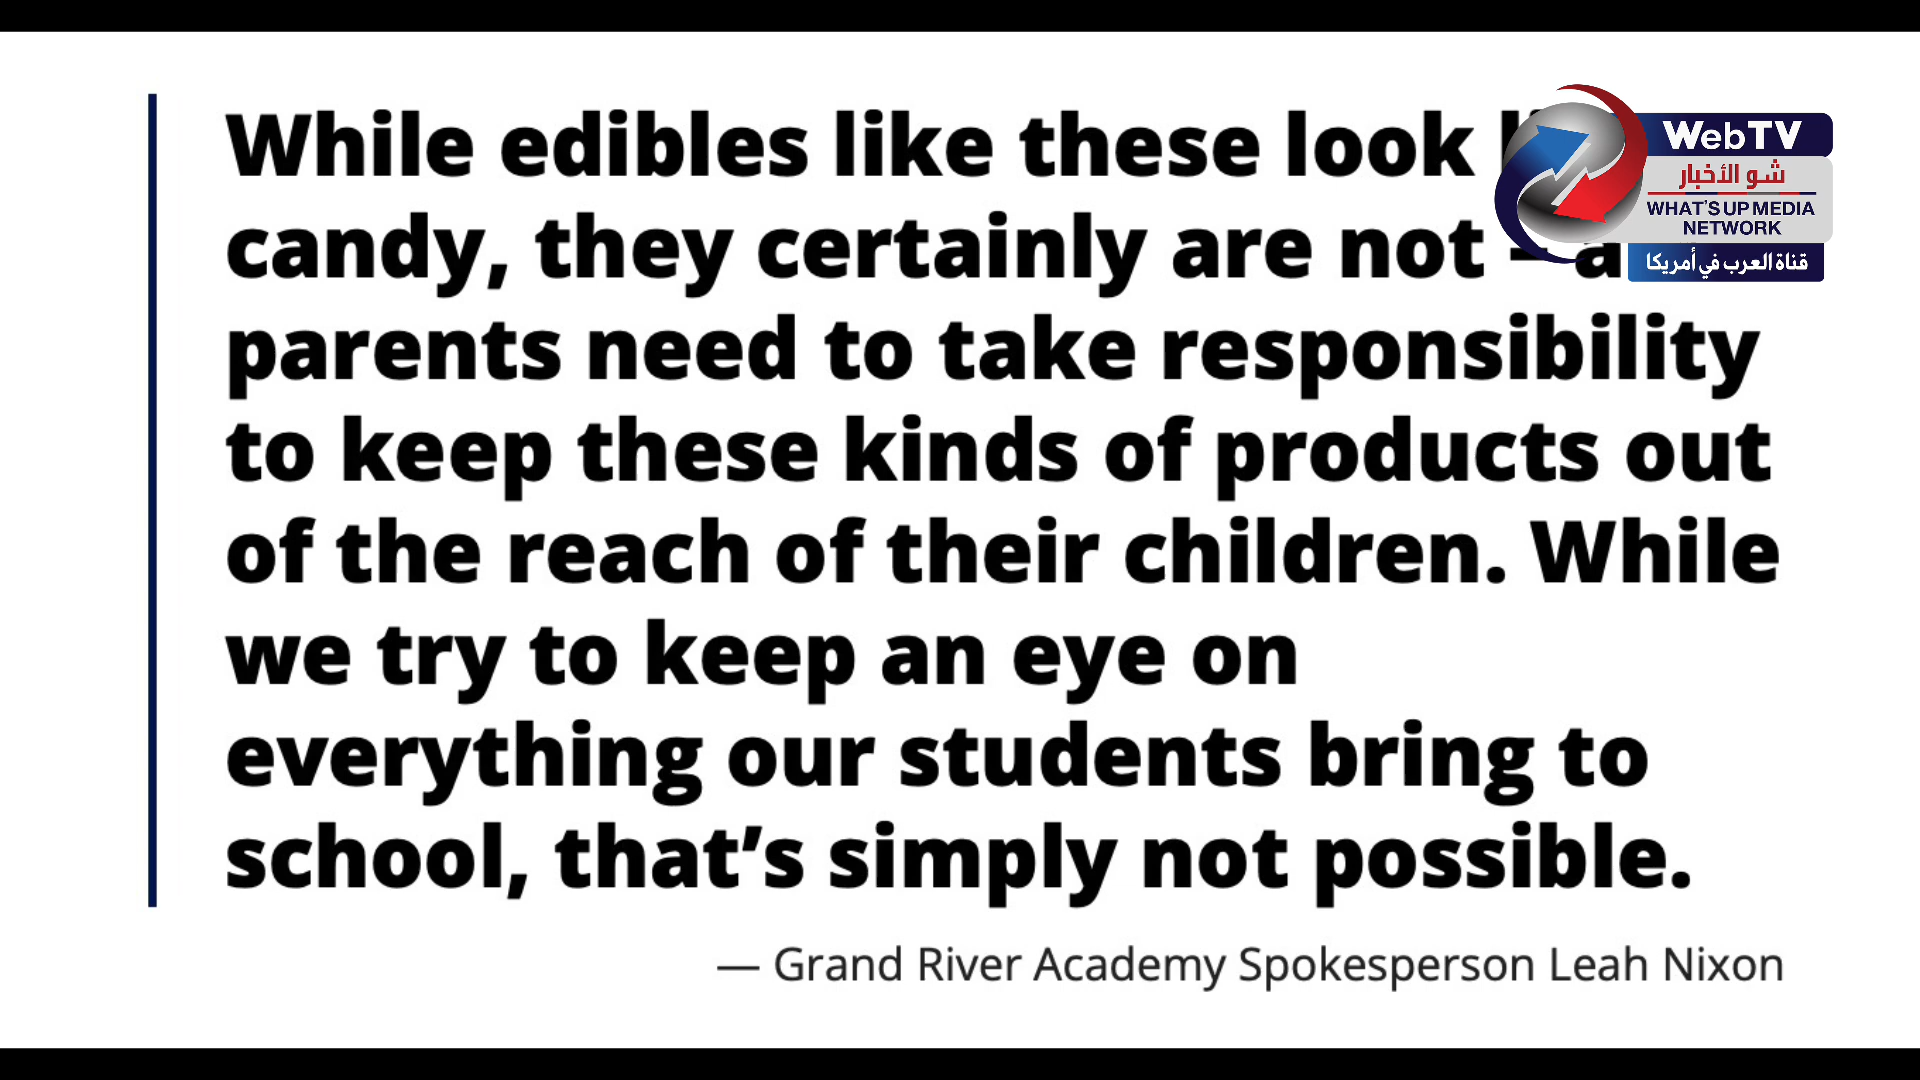 While edibles like these look
candy, they certainly are not –
parents need to take responsibility
to keep these kinds of products out
of the reach of their children. While
we try to keep an eye on
everything our students bring to
school, that’s simply not possible.
— Grand River Academy Spokesperson Leah Nixon
WebTV
شو الأخبار
WHAT'S UP MEDIA
NETWORK
قناة العرب في أمريكا